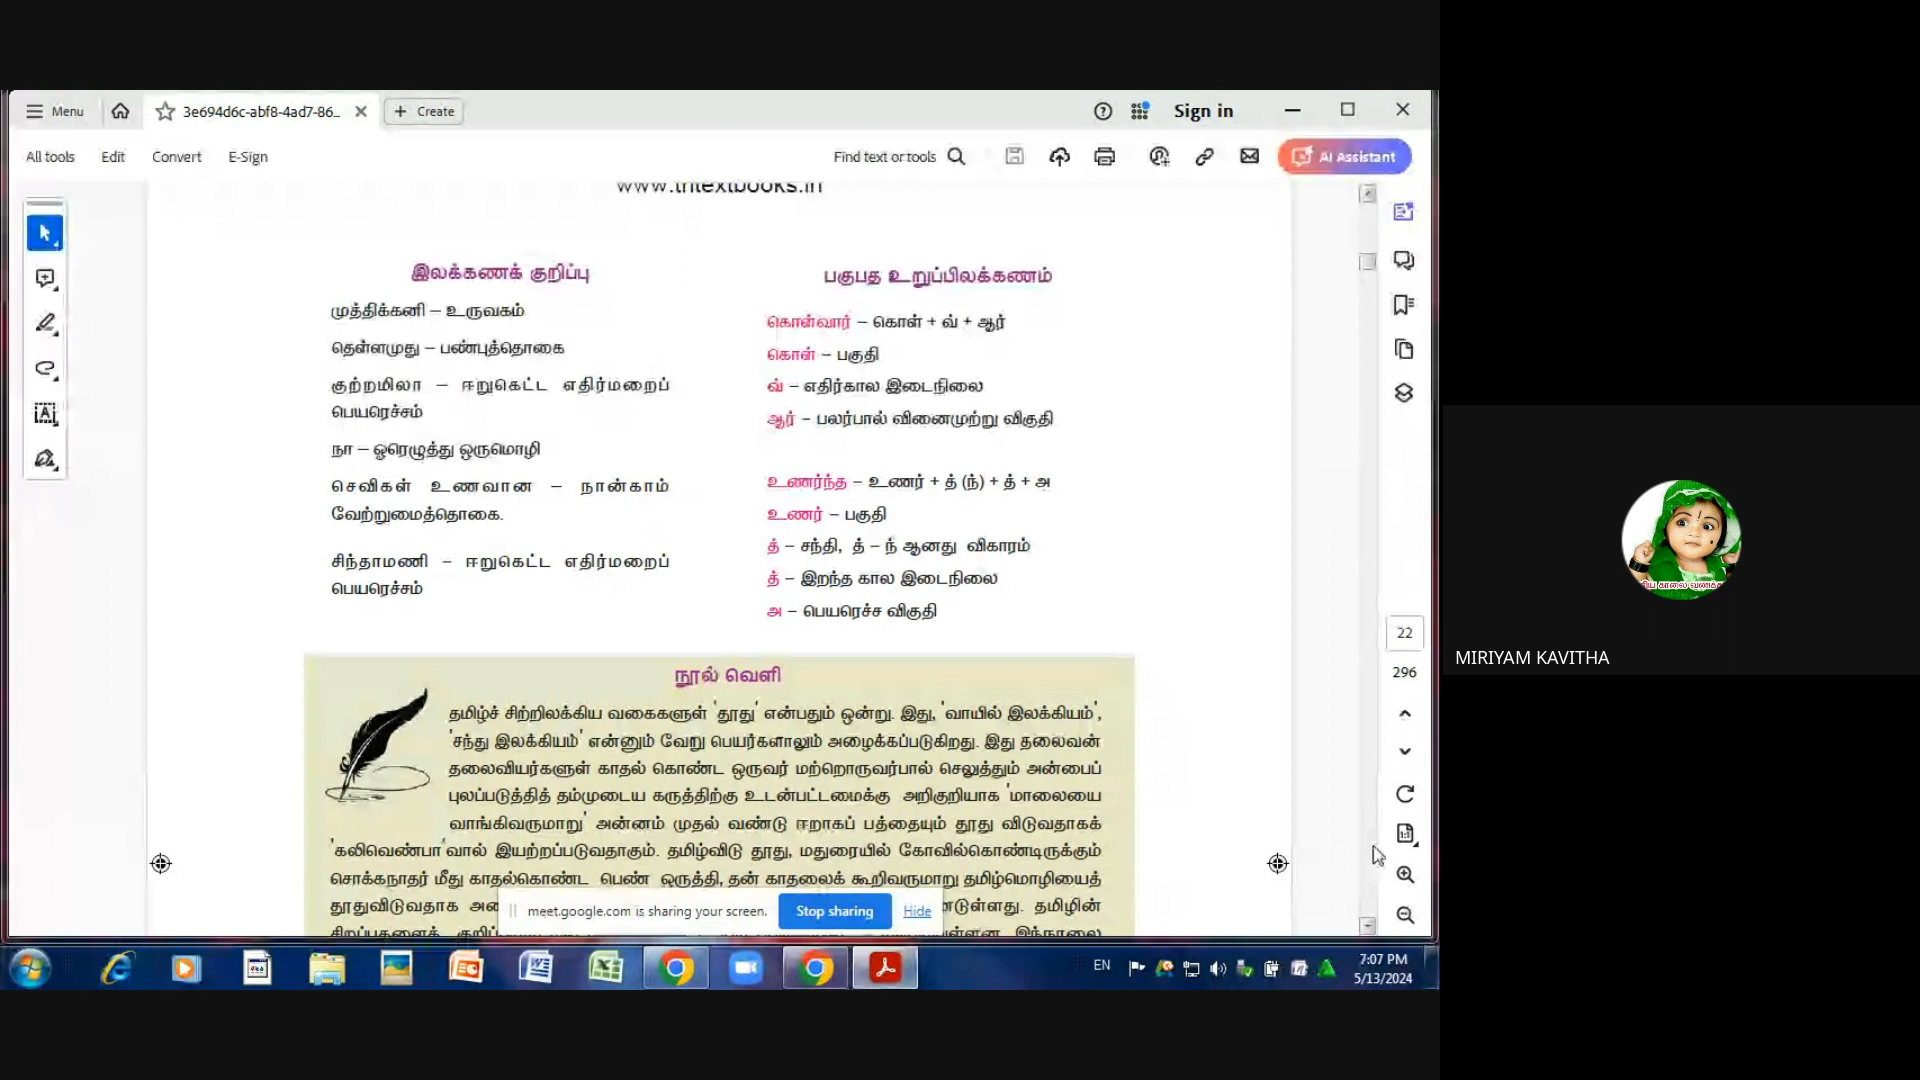 Menu
3e694d6c-abf8-4ad7-86...
+ Create
Sign in
All tools Edit Convert E-Sign
Find text or tools
AI Assistant
www.tntextbooks.in
இலக்கணக் குறிப்பு
முத்திக்கனி – உருவகம்
தெள்ளமுது – பண்புத்தொகை
குற்றமிலா – ஈறுகெட்ட எதிர்மறைப்
பெயரெச்சம்
நா – ஓரெழுத்து ஒருமொழி
செவிகள் உணவான – நான்காம்
வேற்றுமைத்தொகை.
சிந்தாமணி – ஈறுகெட்ட எதிர்மறைப்
பெயரெச்சம்
பகுபத உறுப்பிலக்கணம்
கொள்வார் – கொள் + வ் + ஆர்
கொள் – பகுதி
வ் – எதிர்கால இடைநிலை
ஆர் – பலர்பால் வினைமுற்று விகுதி
உணர்ந்த – உணர் + த் (ந்) + த் + அ
உணர் – பகுதி
த் – சந்தி, த் – ந் ஆனது விகாரம்
த் – இறந்த கால இடைநிலை
அ – பெயரெச்ச விகுதி
நூல் வெளி
தமிழ்ச் சிற்றிலக்கிய வகைகளுள் 'தூது' என்பதும் ஒன்று. இது, 'வாயில் இலக்கியம்',
'சந்து இலக்கியம்' என்னும் வேறு பெயர்களாலும் அழைக்கப்படுகிறது. இது தலைவன்
தலைவியர்களுள் காதல் கொண்ட ஒருவர் மற்றொருவர்பால் செலுத்தும் அன்பைப்
புலப்படுத்தித் தம்முடைய கருத்திற்கு உடன்பட்டமைக்கு அறிகுறியாக 'மாலையை
வாங்கிவருமாறு' அன்னம் முதல் வண்டு ஈறாகப் பத்தையும் தூது விடுவதாகக்
'கலிவெண்பா'வால் இயற்றப்படுவதாகும். தமிழ்விடு தூது, மதுரையில் கோவில்கொண்டிருக்கும்
சொக்கநாதர் மீது காதல்கொண்ட பெண் ஒருத்தி, தன் காதலைக் கூறிவருமாறு தமிழ்மொழியைத்
தூதுவிடுவதாக தமிழின்
meet.google.com is sharing your screen. Stop sharing Hide
22
296
MIRIYAM KAVITHA
EN
7:07 PM
5/13/2024